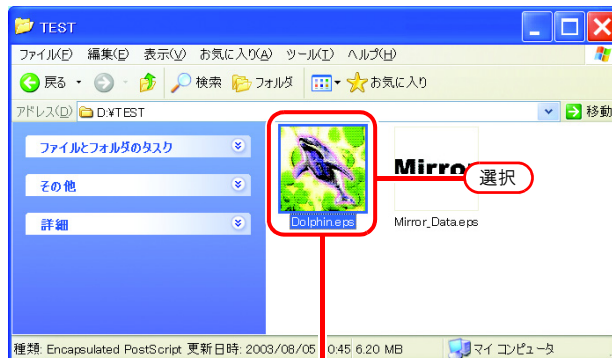 TEST
ファイル(F) 編集(E) 表示(V) お気に入り(A) ツール(T) ヘルプ(H)
戻る 検索 フォルダ お気に入り
アドレス(D) D:¥TEST 移動
ファイルとフォルダのタスク
その他
詳細
Mirror
選択
Dolphin.eps Mirror_Data.eps
種類: Encapsulated PostScript 更新日時: 2003/08/05 0:45 6.20 MB マイ コンピュータ